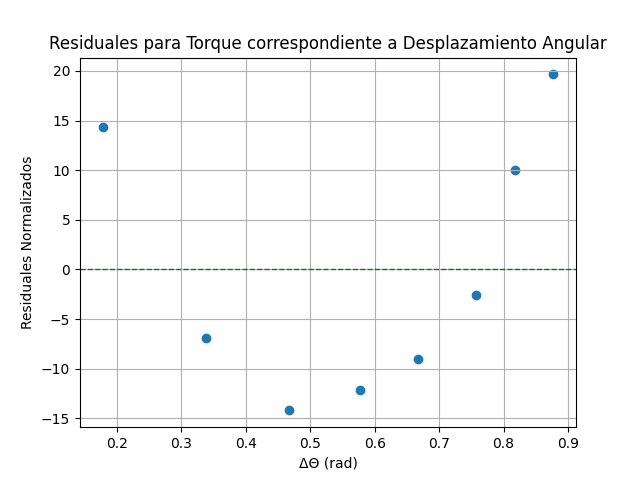 Residuales para Torque correspondiente a Desplazamiento Angular
Residuales Normalizados
20
15
10
5
0
−5
−10
−15
0.2 0.3 0.4 0.5 0.6 0.7 0.8 0.9
ΔΘ (rad)